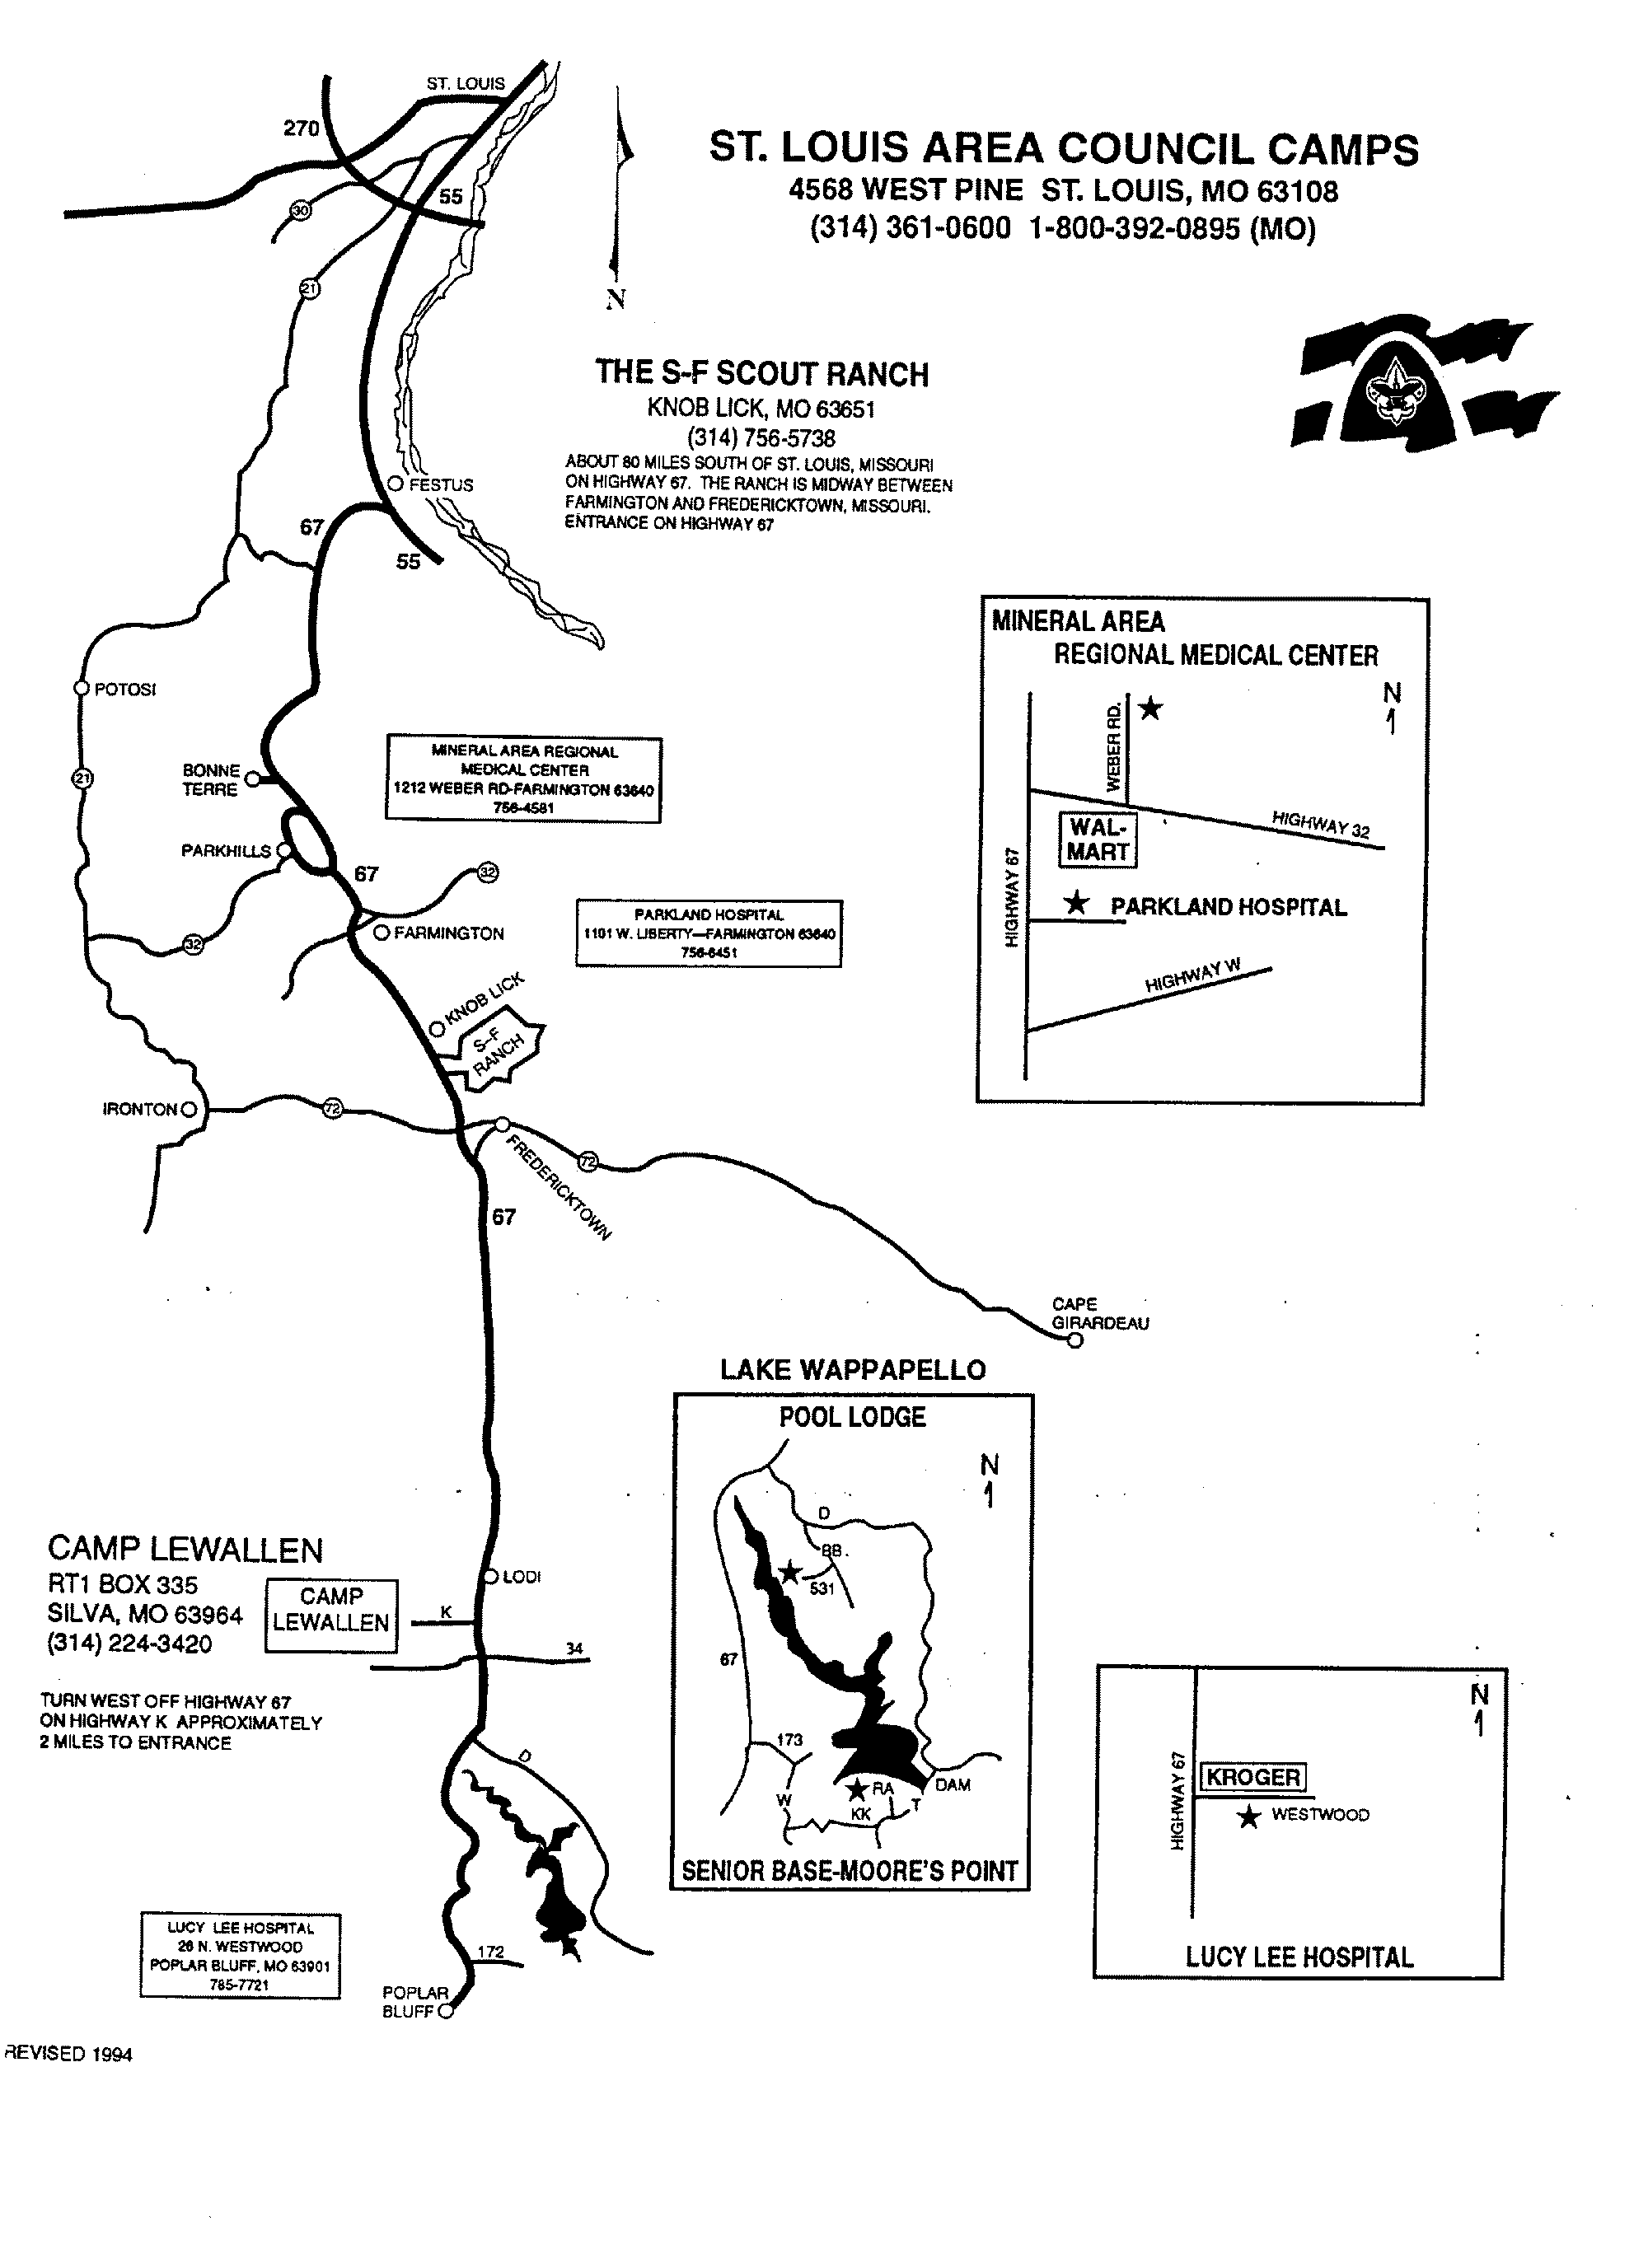 ST. LOUIS
270
55
30
21
ST. LOUIS AREA COUNCIL CAMPS
4568 WEST PINE ST. LOUIS, MO 63108
(314) 361-0600 1-800-392-0895 (MO)
N
THE S-F SCOUT RANCH
KNOB LICK, MO 63651
(314) 756-5738
ABOUT 80 MILES SOUTH OF ST. LOUIS, MISSOURI
ON HIGHWAY 67. THE RANCH IS MIDWAY BETWEEN
FARMINGTON AND FREDERICKTOWN, MISSOURI.
ENTRANCE ON HIGHWAY 67
FESTUS
67
55
POTOSI
21
BONNE
TERRE
PARKHILLS
67
32
FARMINGTON
32
MINERAL AREA REGIONAL
MEDICAL CENTER
1212 WEBER RD-FARMINGTON 63640
756-4581
PARKLAND HOSPITAL
1101 W. LIBERTY—FARMINGTON 63640
756-6451
MINERAL AREA
REGIONAL MEDICAL CENTER
N
1
WEBER RD.
HIGHWAY 32
WAL-
MART
HIGHWAY 67
PARKLAND HOSPITAL
HIGHWAY W
KNOB LICK
S-F
RANCH
IRONTON
72
FREDERICKTOWN
72
67
CAPE
GIRARDEAU
LAKE WAPPAPELLO
POOL LODGE
N
1
D
BB.
531
67
173
W
RA
KK
T
DAM
SENIOR BASE-MOORE'S POINT
CAMP LEWALLEN
RT1 BOX 335
SILVA, MO 63964
(314) 224-3420
CAMP
LEWALLEN
LODI
K
34
TURN WEST OFF HIGHWAY 67
ON HIGHWAY K APPROXIMATELY
2 MILES TO ENTRANCE
D
N
1
HIGHWAY 67
KROGER
WESTWOOD
LUCY LEE HOSPITAL
LUCY LEE HOSPITAL
26 N. WESTWOOD
POPLAR BLUFF, MO 63901
785-7721
172
POPLAR
BLUFF
REVISED 1994